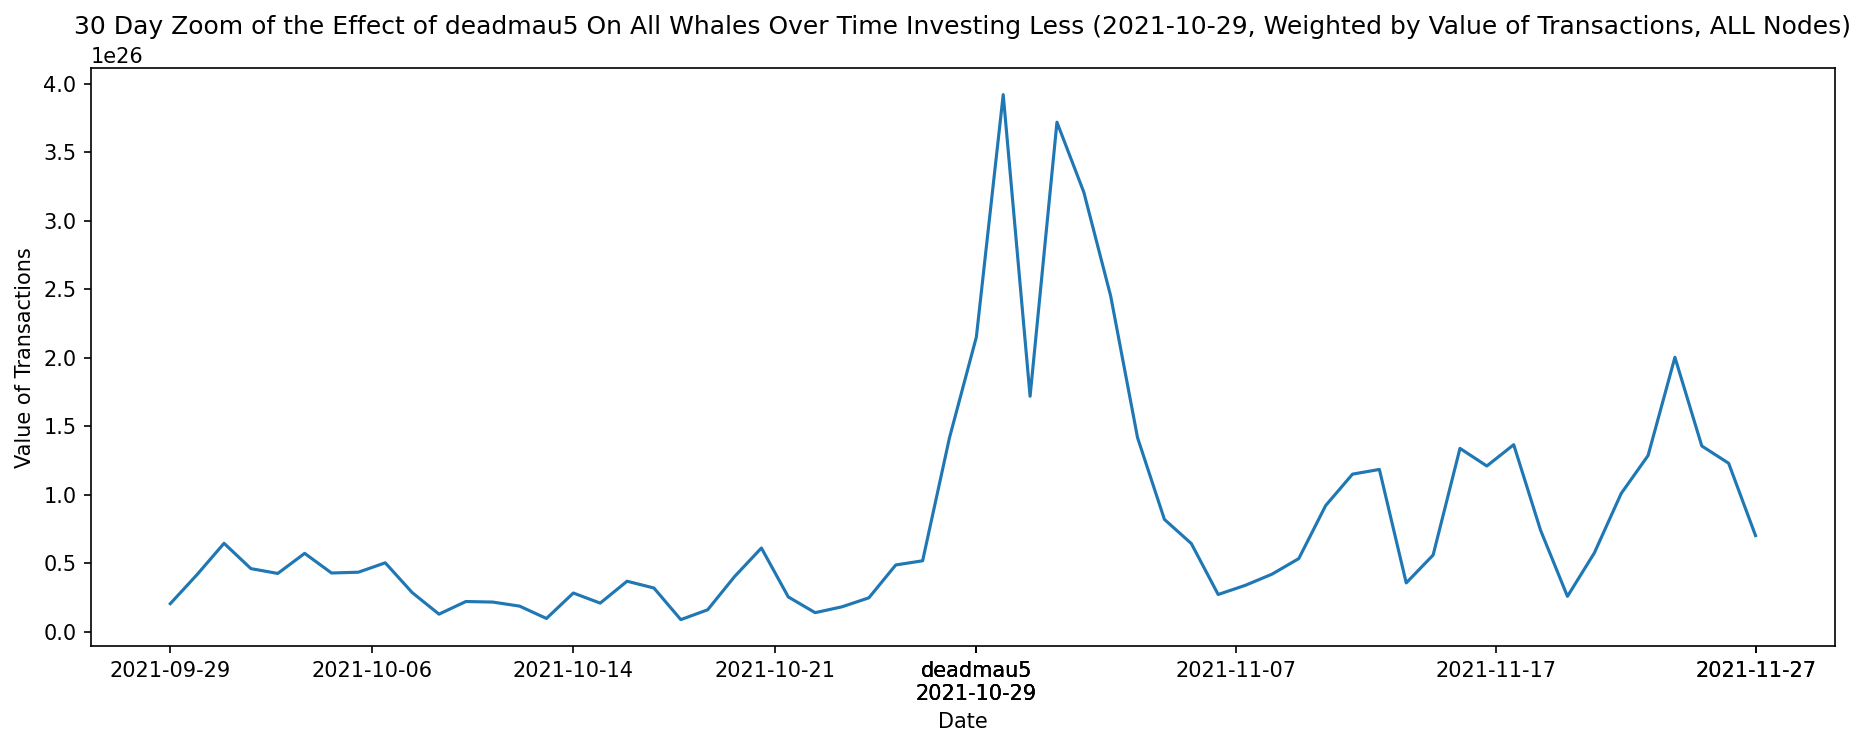 30 Day Zoom of the Effect of deadmau5 On All Whales Over Time Investing Less (2021-10-29, Weighted by Value of Transactions, ALL Nodes)
1e26
4.0
3.5
3.0
2.5
2.0
1.5
1.0
0.5
0.0
Value of Transactions
2021-09-29 2021-10-06 2021-10-14 2021-10-21 deadmau5 2021-11-07 2021-11-17 2021-11-27
2021-10-29
Date